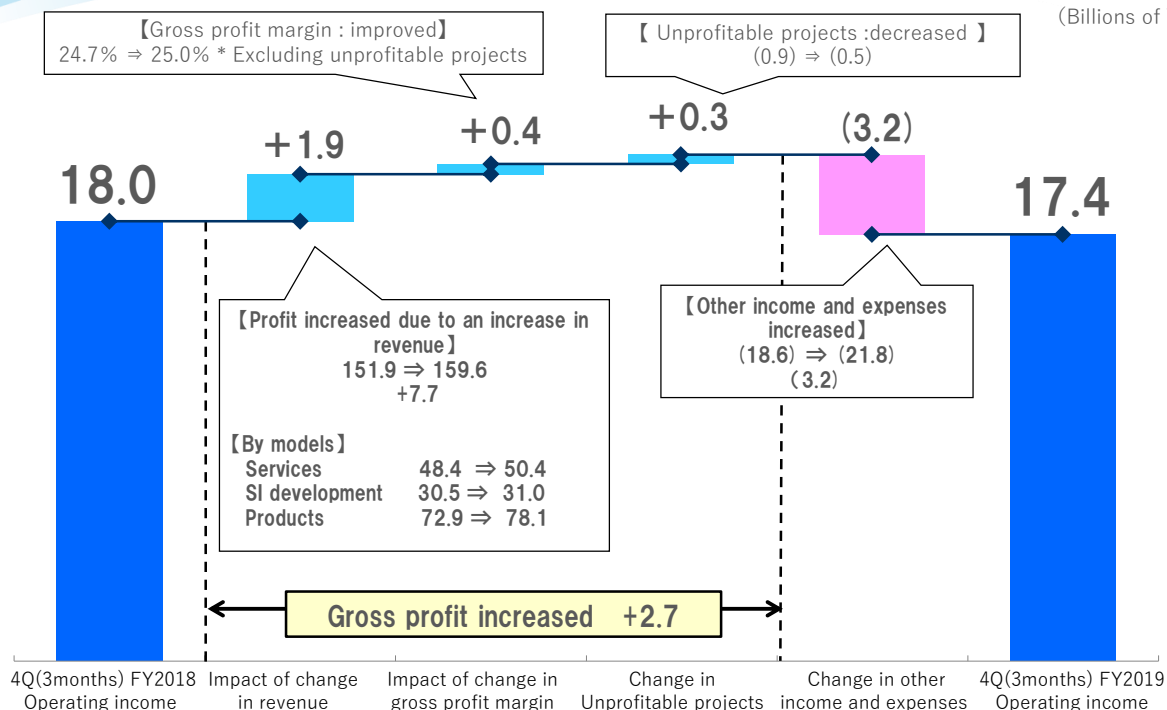 (Billions of
【Gross profit margin : improved】
24.7% ⇒ 25.0% * Excluding unprofitable projects
【 Unprofitable projects :decreased 】
(0.9) ⇒ (0.5)
18.0
+1.9
+0.4
+0.3
(3.2)
17.4
【Profit increased due to an increase in
revenue】
151.9 ⇒ 159.6
+7.7
【By models】
Services 48.4 ⇒ 50.4
SI development 30.5 ⇒ 31.0
Products 72.9 ⇒ 78.1
【Other income and expenses
increased】
(18.6) ⇒ (21.8)
(3.2)
Gross profit increased +2.7
4Q(3months) FY2018
Operating income
Impact of change
in revenue
Impact of change in
gross profit margin
Change in
Unprofitable projects
Change in other
income and expenses
4Q(3months) FY2019
Operating income